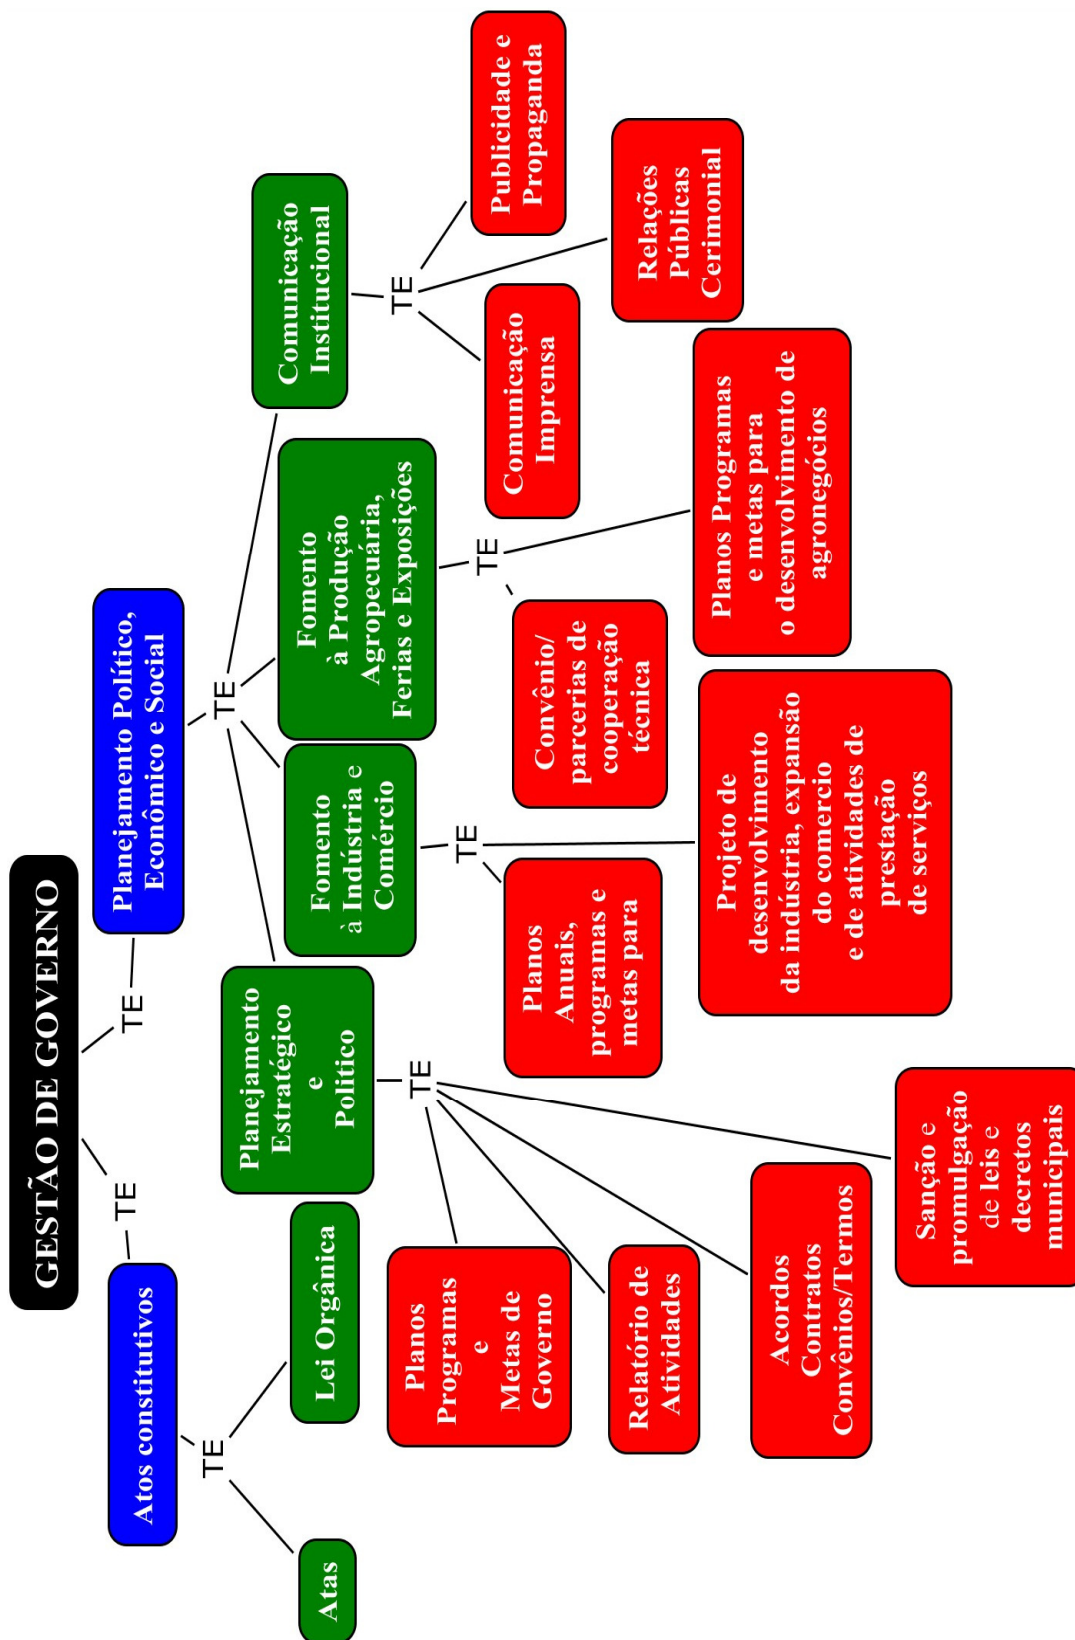 GESTÃO DE GOVERNO
TE
TE
Atos constitutivos
Planejamento Político,
Econômico e Social
TE
TE
Atas
Lei Orgânica
Planejamento
Estratégico
e
Politico
Fomento
à Indústria e
Comércio
Fomento
à Produção
Agropecuária,
Ferias e Exposições
Comunicação
Institucional
TE
TE
TE
TE
Planos
Programas
e
Metas de
Governo
Relatório de
Atividades
Acordos
Contratos
Convênios/Termos
Sanção e
promulgação
de leis e
decretos
municipais
Planos
Anuais,
programas e
metas para
Projeto de
desenvolvimento
da indústria, expansão
do comercio
e de atividades de
prestação
de serviços
Convênio/
parcerias de
cooperação
técnica
Planos Programas
e metas para
o desenvolvimento de
agronegócios
Comunicação
Imprensa
Relações
Públicas
Cerimonial
Publicidade e
Propaganda